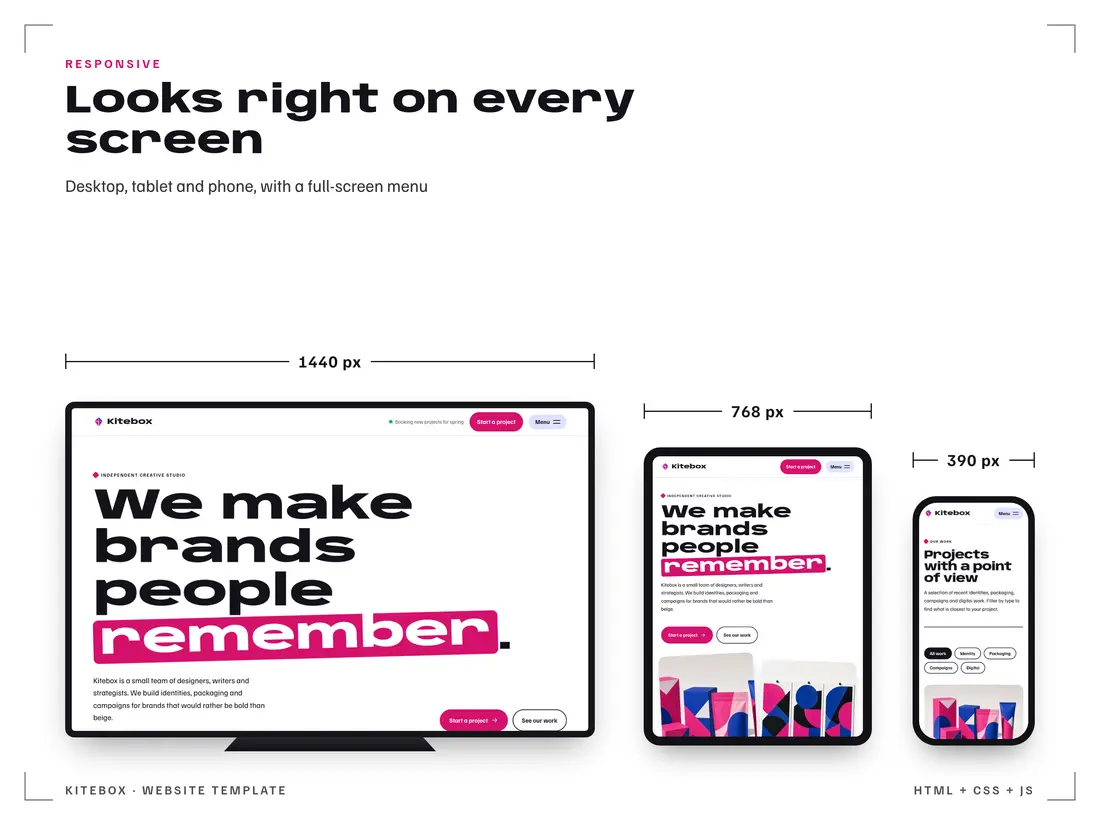 RESPONSIVE
Looks right on every
screen
Desktop, tablet and phone, with a full-screen menu
1440 px
Kitebox
Booking new projects for spring
Start a project
Menu
INDEPENDENT CREATIVE STUDIO
We make
brands
people
remember.
Kitebox is a small team of designers, writers and
strategists. We build identities, packaging and
campaigns for brands that would rather be bold than
beige.
Start a project →
See our work
768 px
Kitebox
Start a project
Menu
INDEPENDENT CREATIVE STUDIO
We make
brands
people
remember.
Kitebox is a small team of designers, writers and
strategists. We build identities, packaging and
campaigns for brands that would rather be bold than
beige.
Start a project →
See our work
390 px
Kitebox
Menu
OUR WORK
Projects
with a point
of view
A selection of recent identities, packaging,
campaigns and digital work. Filter by type to
find what is closest to your project.
All work
Identity
Packaging
Campaigns
Digital
KITEBOX · WEBSITE TEMPLATE
HTML + CSS + JS